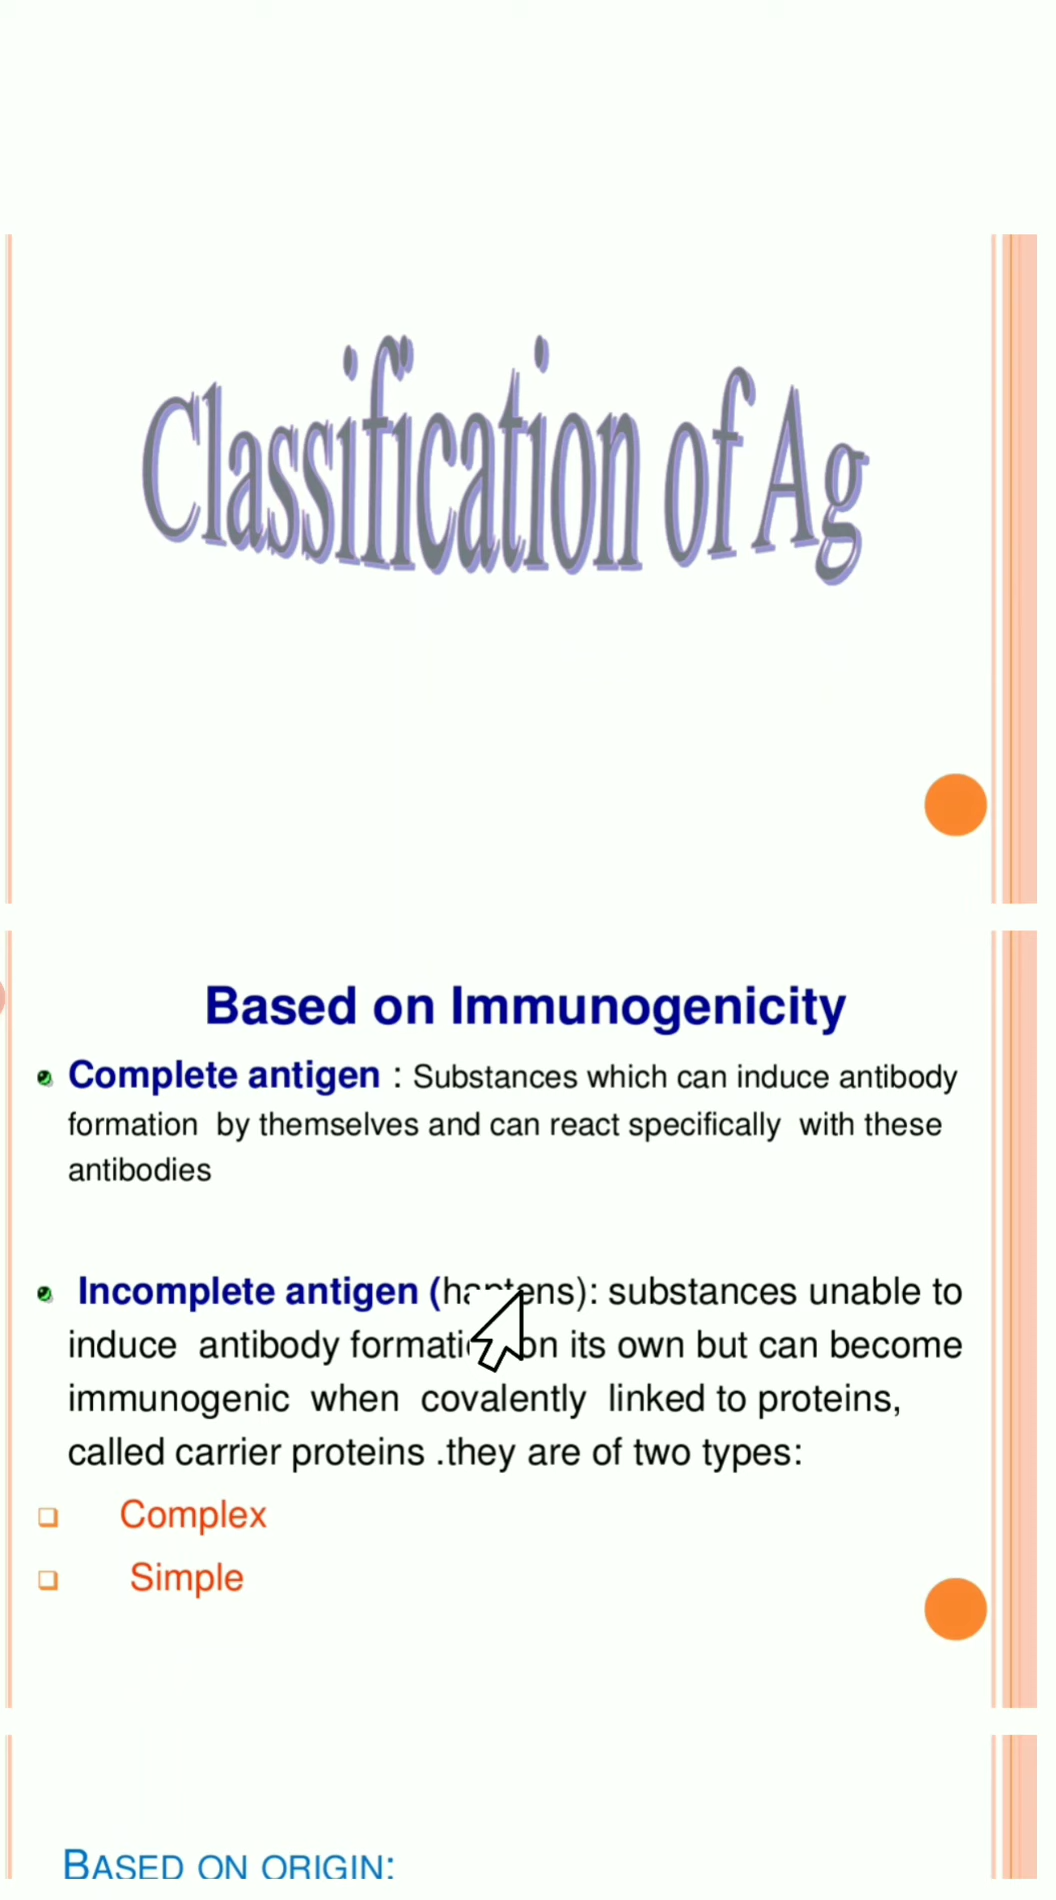 Classification of Ag
Based on Immunogenicity
Complete antigen : Substances which can induce antibody
formation by themselves and can react specifically with these
antibodies
Incomplete antigen (haptens): substances unable to
induce antibody formation on its own but can become
immunogenic when covalently linked to proteins,
called carrier proteins .they are of two types:
Complex
Simple
BASED ON ORIGIN: